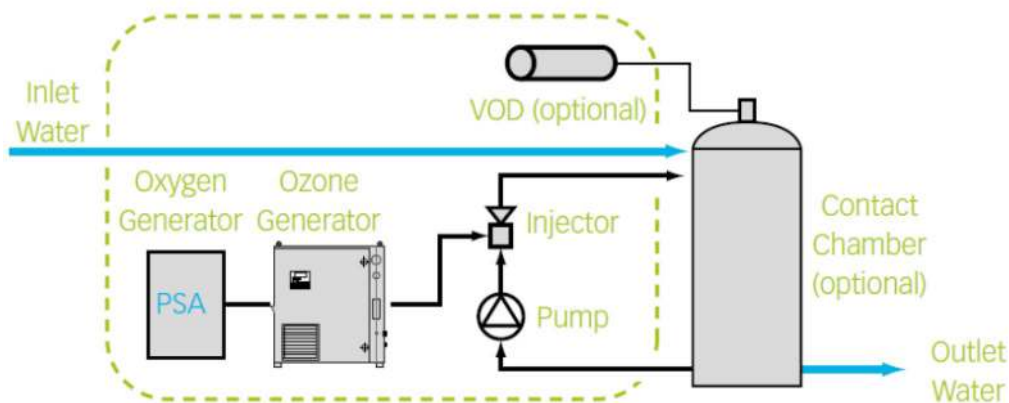 Inlet
Water
VOD (optional)
Oxygen
Generator
Ozone
Generator
Injector
Contact
Chamber
(optional)
PSA
Pump
Outlet
Water